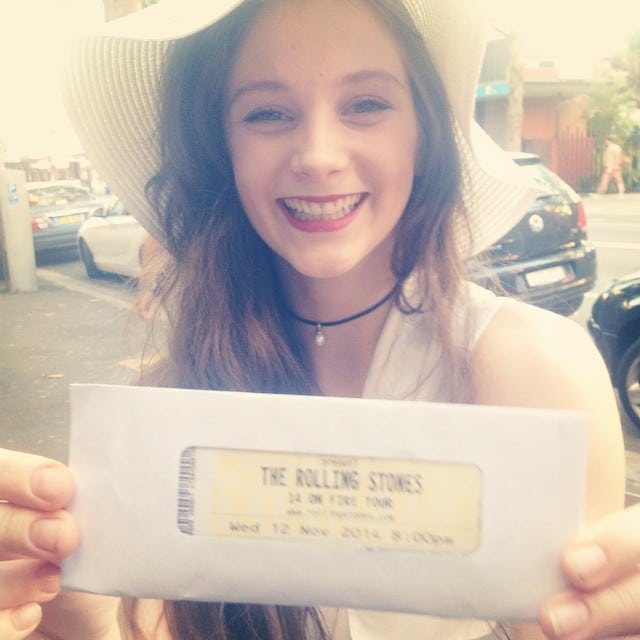 THE ROLLING STONES
14 ON FIRE TOUR
Wed 12 Nov 2014 8:00pm